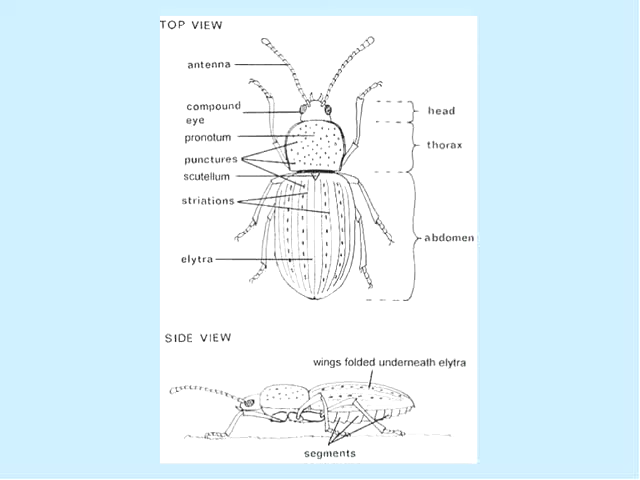 TOP VIEW
antenna
compound
eye
pronotum
punctures
scutellum
striations
elytra
head
thorax
abdomen
SIDE VIEW
wings folded underneath elytra
segments